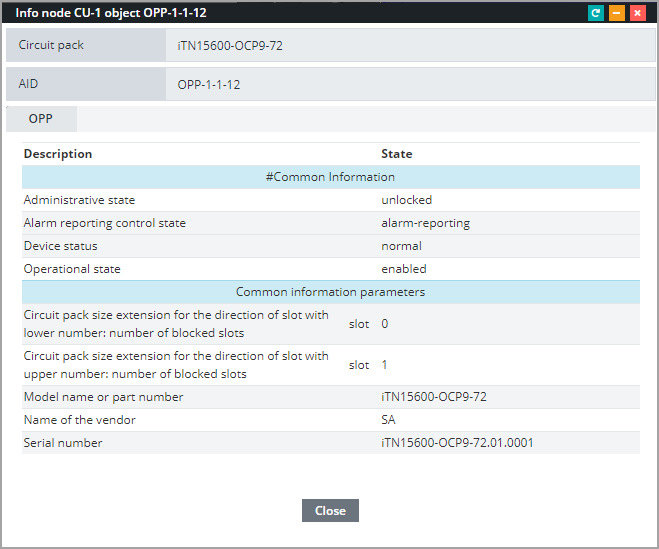 Info node CU-1 object OPP-1-1-12
Circuit pack iTN15600-OCP9-72
AID OPP-1-1-12
OPP
Description State
#Common Information
Administrative state unlocked
Alarm reporting control state alarm-reporting
Device status normal
Operational state enabled
Common information parameters
Circuit pack size extension for the direction of slot with
lower number: number of blocked slots slot 0
Circuit pack size extension for the direction of slot with
upper number: number of blocked slots slot 1
Model name or part number iTN15600-OCP9-72
Name of the vendor SA
Serial number iTN15600-OCP9-72.01.0001
Close